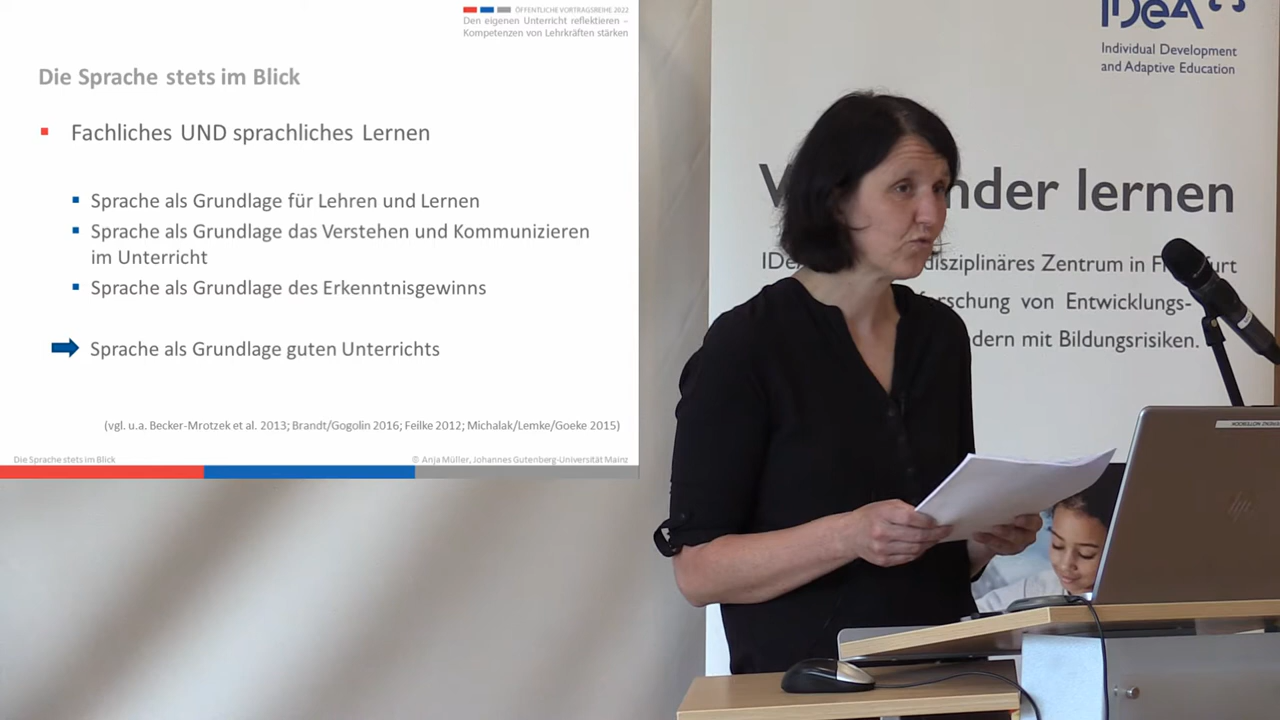 ÖFFENTLICHE VORTRAGSREIHE 2022
Den eigenen Unterricht reflektieren –
Kompetenzen von Lehrkräften stärken
Die Sprache stets im Blick
Fachliches UND sprachliches Lernen
Sprache als Grundlage für Lehren und Lernen
Sprache als Grundlage das Verstehen und Kommunizieren
im Unterricht
Sprache als Grundlage des Erkenntnisgewinns
Sprache als Grundlage guten Unterrichts
(vgl. u.a. Becker-Mrotzek et al. 2013; Brandt/Gogolin 2016; Feilke 2012; Michalak/Lemke/Goeke 2015)
Die Sprache stets im Blick
© Anja Müller, Johannes Gutenberg-Universität Mainz
IDeA
Individual Development
and Adaptive Education
lernen
Zentrum in
von Entwicklungs-
mit Bildungsrisiken.
hp